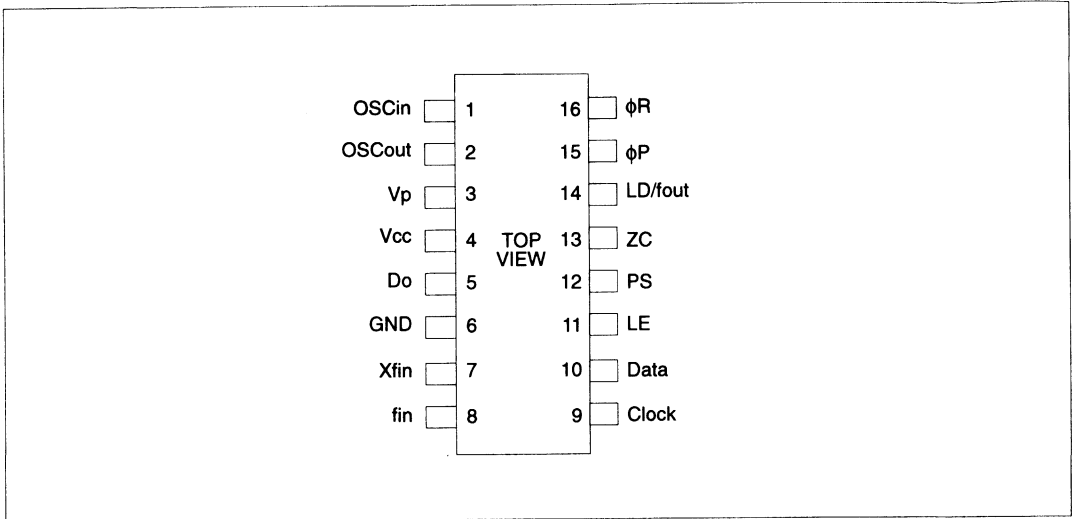 OSCin 1 16 ϕR
OSCout 2 15 ϕP
Vp 3 14 LD/fout
Vcc 4 TOP VIEW 13 ZC
Do 5 12 PS
GND 6 11 LE
Xfin 7 10 Data
fin 8 9 Clock